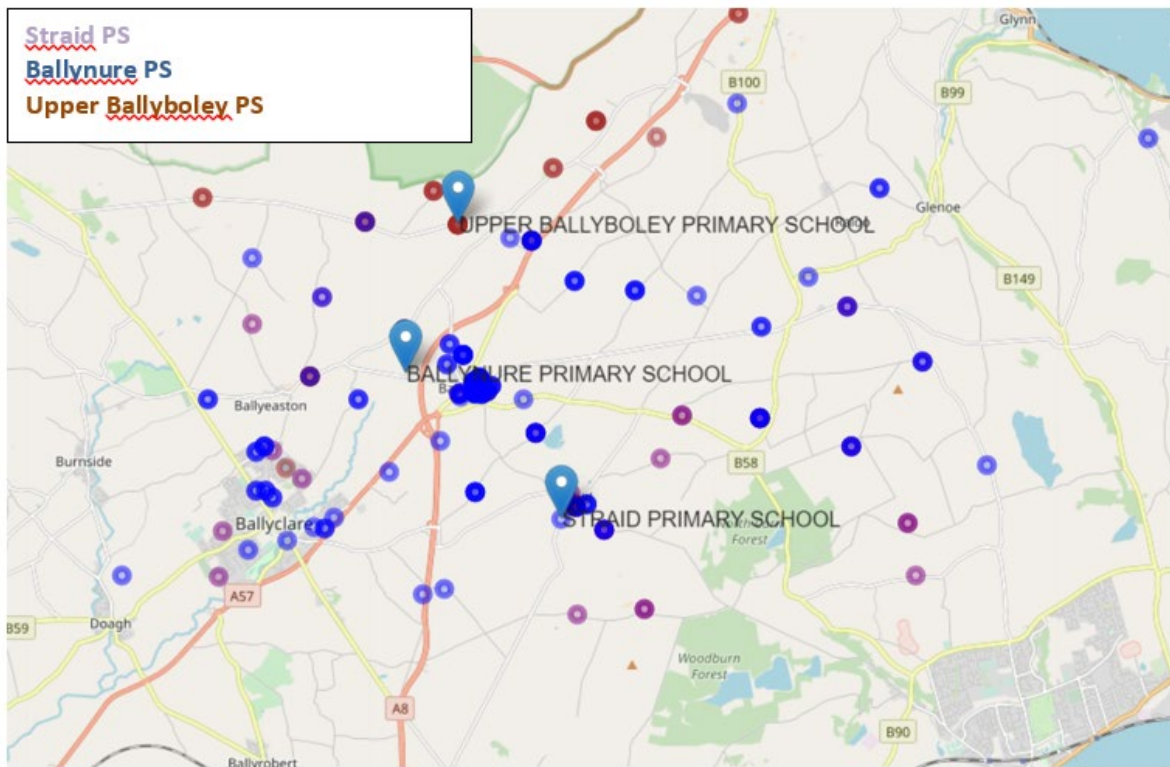 Straid PS
Ballynure PS
Upper Ballyboley PS
Glynn
B100
B99
Glenoe
UPPER BALLYBOLEY PRIMARY SCHOOL
B149
BALLYNURE PRIMARY SCHOOL
Ballyeaston
Burnside
B58
STRAID PRIMARY SCHOOL
Ballyclare
Forest
A57
B59
Doagh
Woodburn
Forest
A8
B90
Ballyrobert